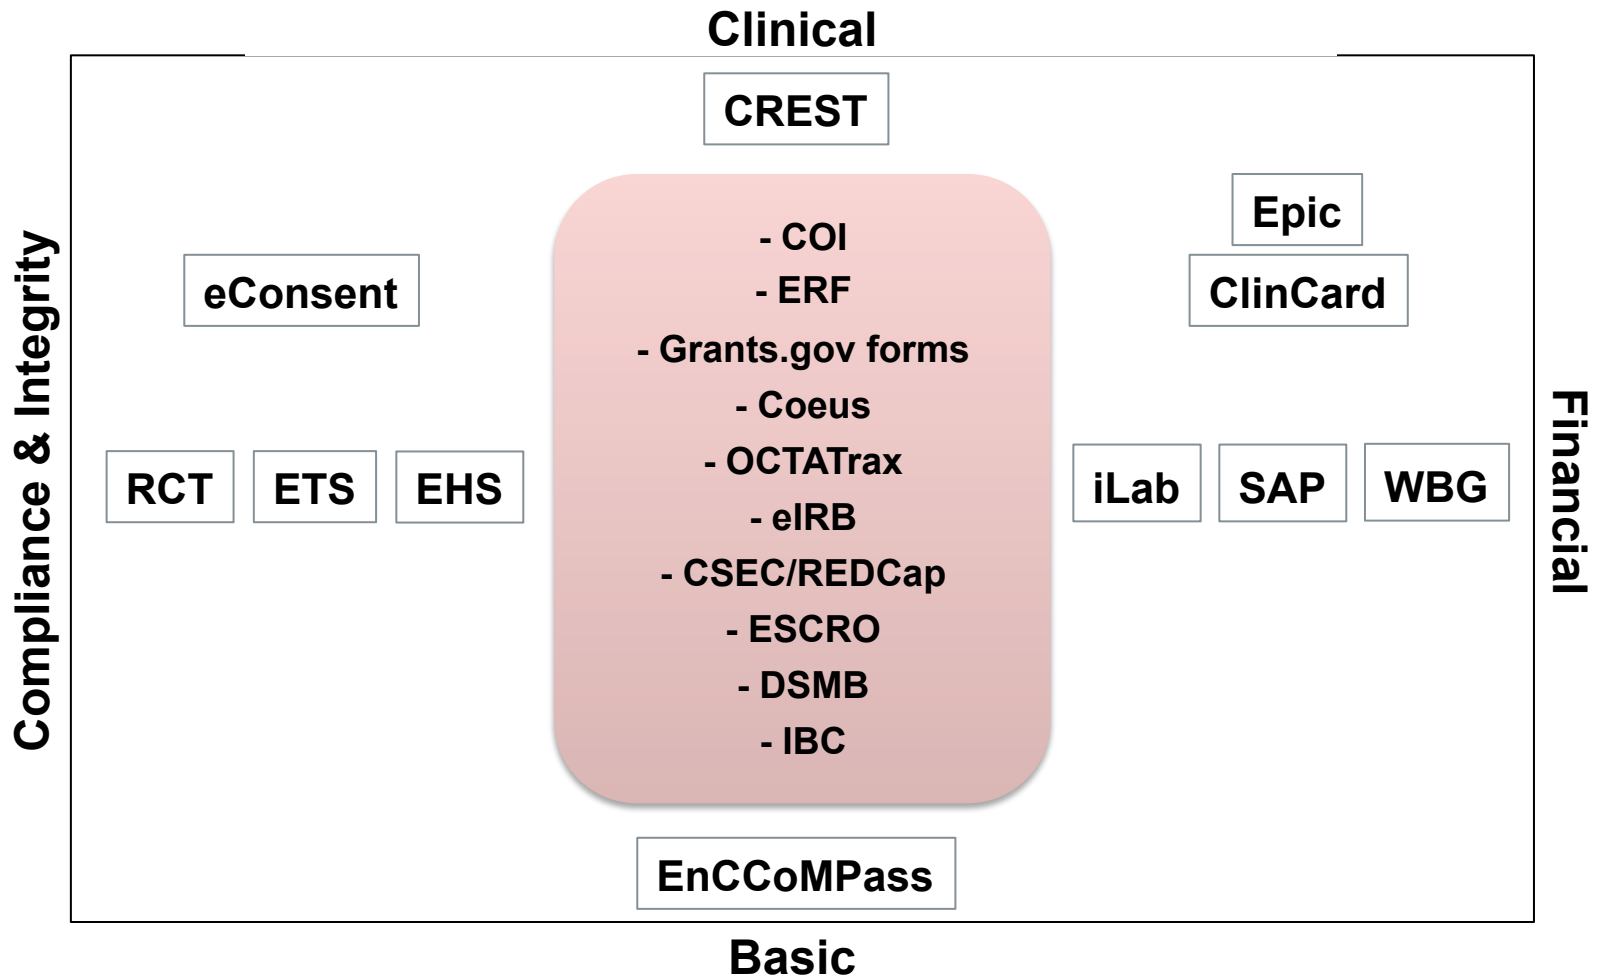 Clinical
CREST
Epic
ClinCard
eConsent
Compliance & Integrity
- COI
- ERF
- Grants.gov forms
- Coeus
- OCTATrax
- eIRB
- CSEC/REDCap
- ESCRO
- DSMB
- IBC
RCT
ETS
EHS
iLab
SAP
WBG
Financial
EnCCoMPass
Basic